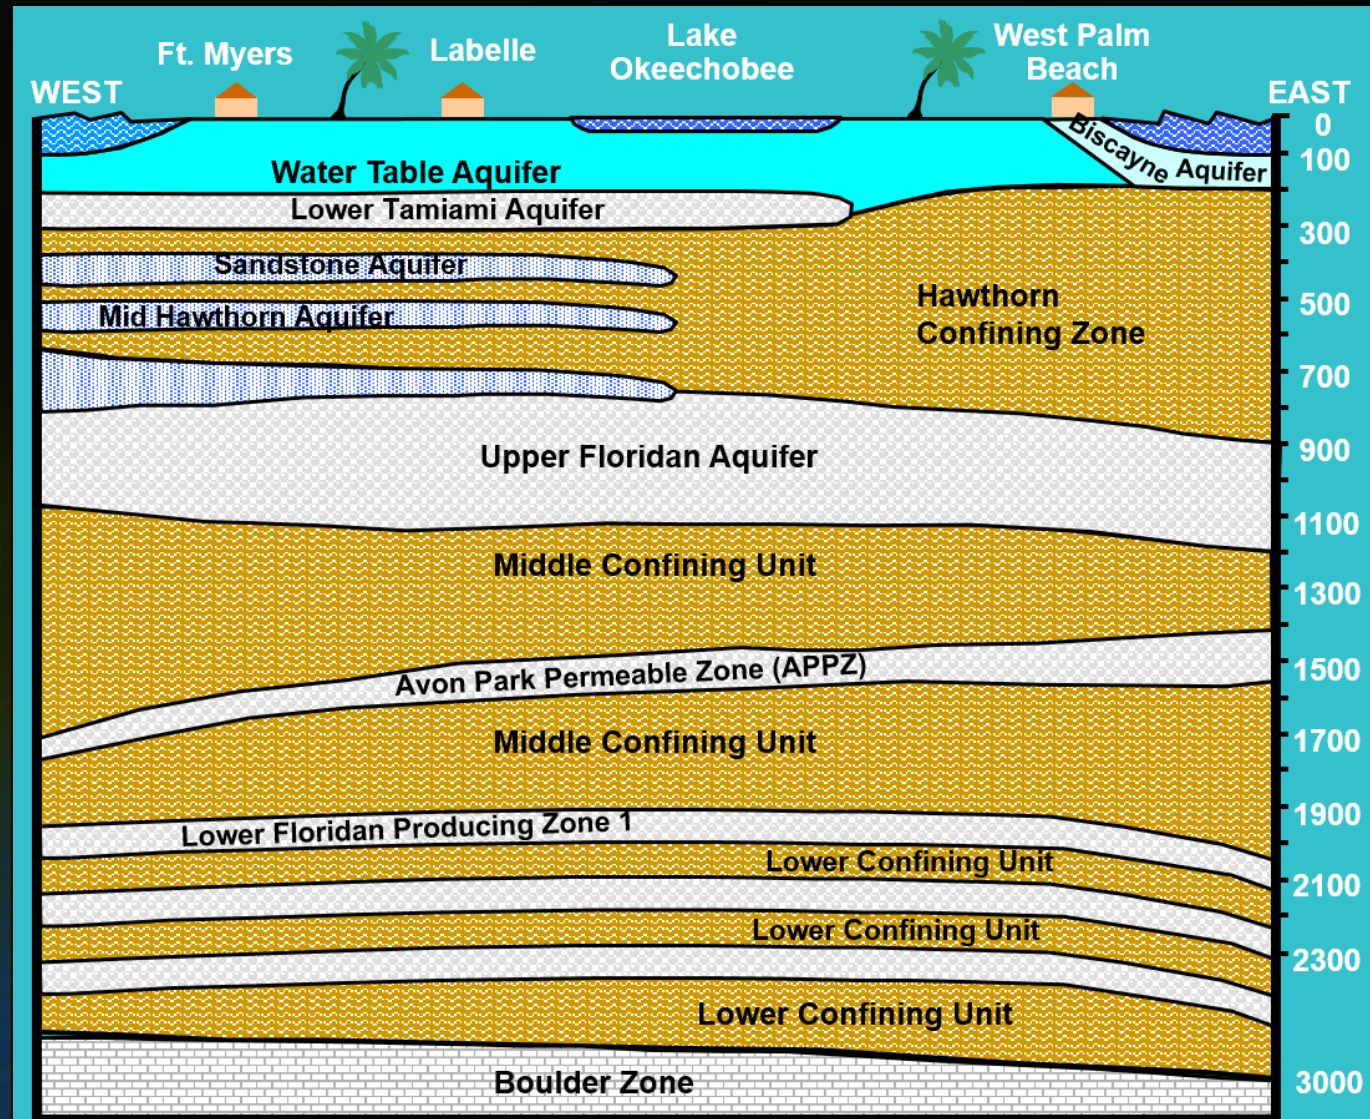 Ft. Myers
Labelle
Lake
Okeechobee
West Palm
Beach
WEST
EAST
0
Biscayne Aquifer
100
Water Table Aquifer
Lower Tamiami Aquifer
300
Sandstone Aquifer
Hawthorn
Confining Zone
500
Mid Hawthorn Aquifer
700
Upper Floridan Aquifer
900
1100
Middle Confining Unit
1300
Avon Park Permeable Zone (APPZ)
1500
Middle Confining Unit
1700
1900
Lower Floridan Producing Zone 1
Lower Confining Unit
2100
Lower Confining Unit
2300
Lower Confining Unit
Boulder Zone
3000